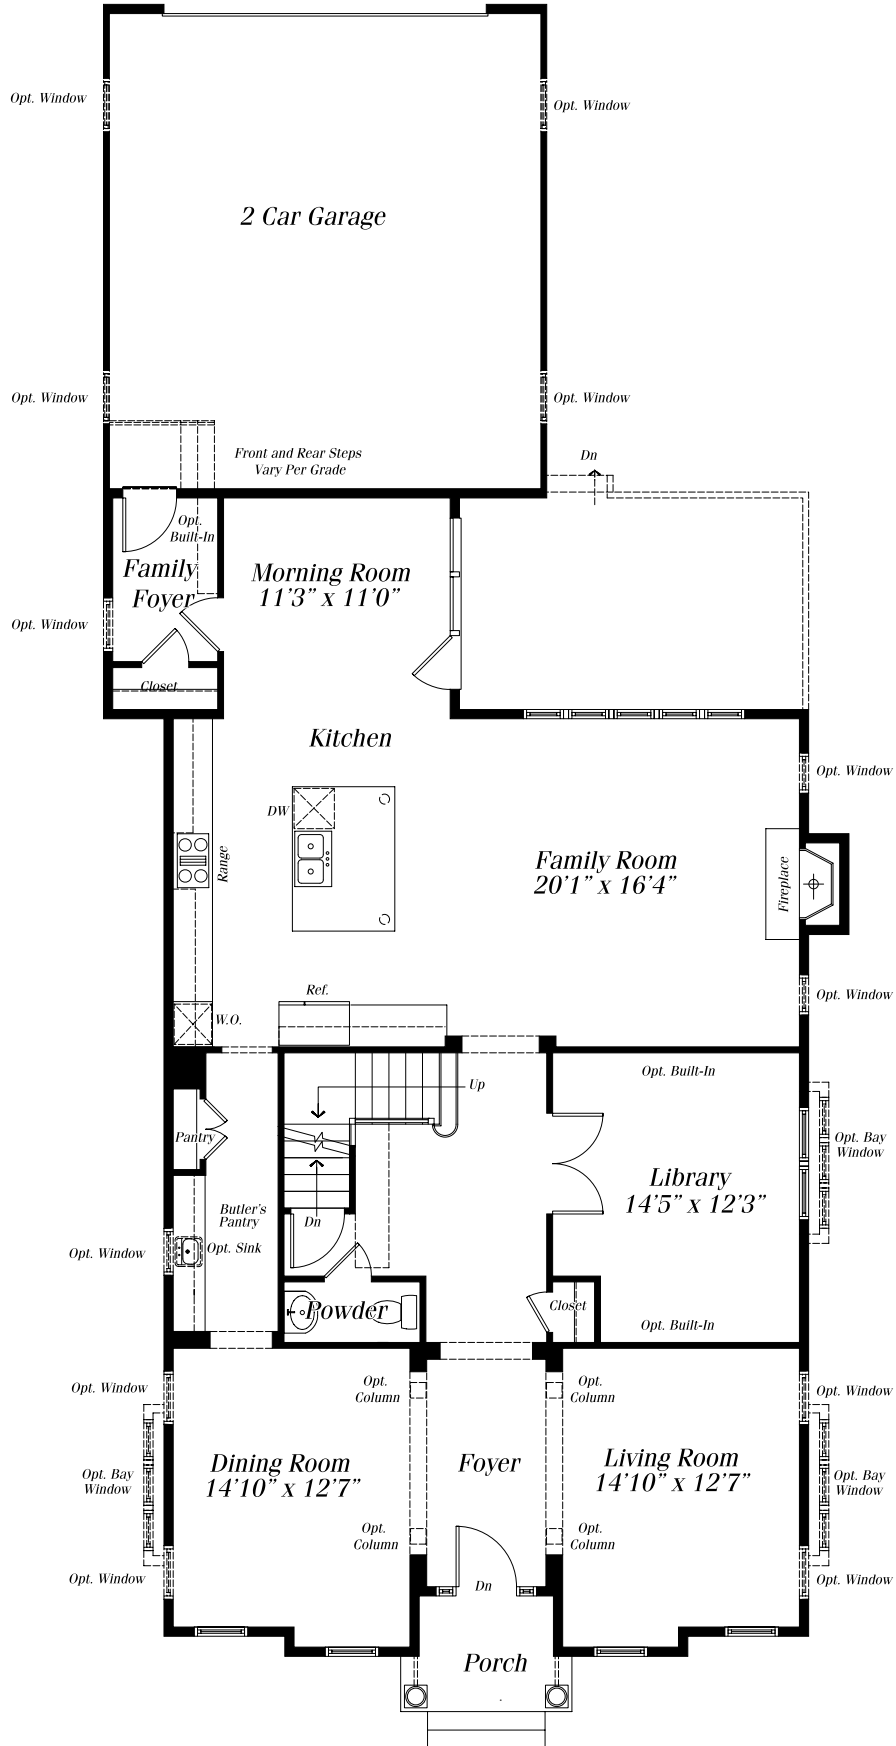 Opt. Window
Opt. Window
2 Car Garage
Opt. Window
Opt. Window
Front and Rear Steps
Vary Per Grade
Dn
Opt.
Built-In
Family
Foyer
Morning Room
11'3" x 11'0"
Opt. Window
Closet
Kitchen
Opt. Window
DW
Range
Family Room
20'1" x 16'4"
Fireplace
Ref.
W.O.
Opt. Window
Opt. Built-In
Up
Pantry
Opt. Bay
Window
Library
14'5" x 12'3"
Butler's
Pantry
Dn
Opt. Window
Opt. Sink
Powder
Closet
Opt. Built-In
Opt. Window
Opt.
Column
Opt.
Column
Opt. Window
Dining Room
14'10" x 12'7"
Foyer
Living Room
14'10" x 12'7"
Opt. Bay
Window
Opt. Bay
Window
Opt.
Column
Opt.
Column
Opt. Window
Dn
Opt. Window
Porch